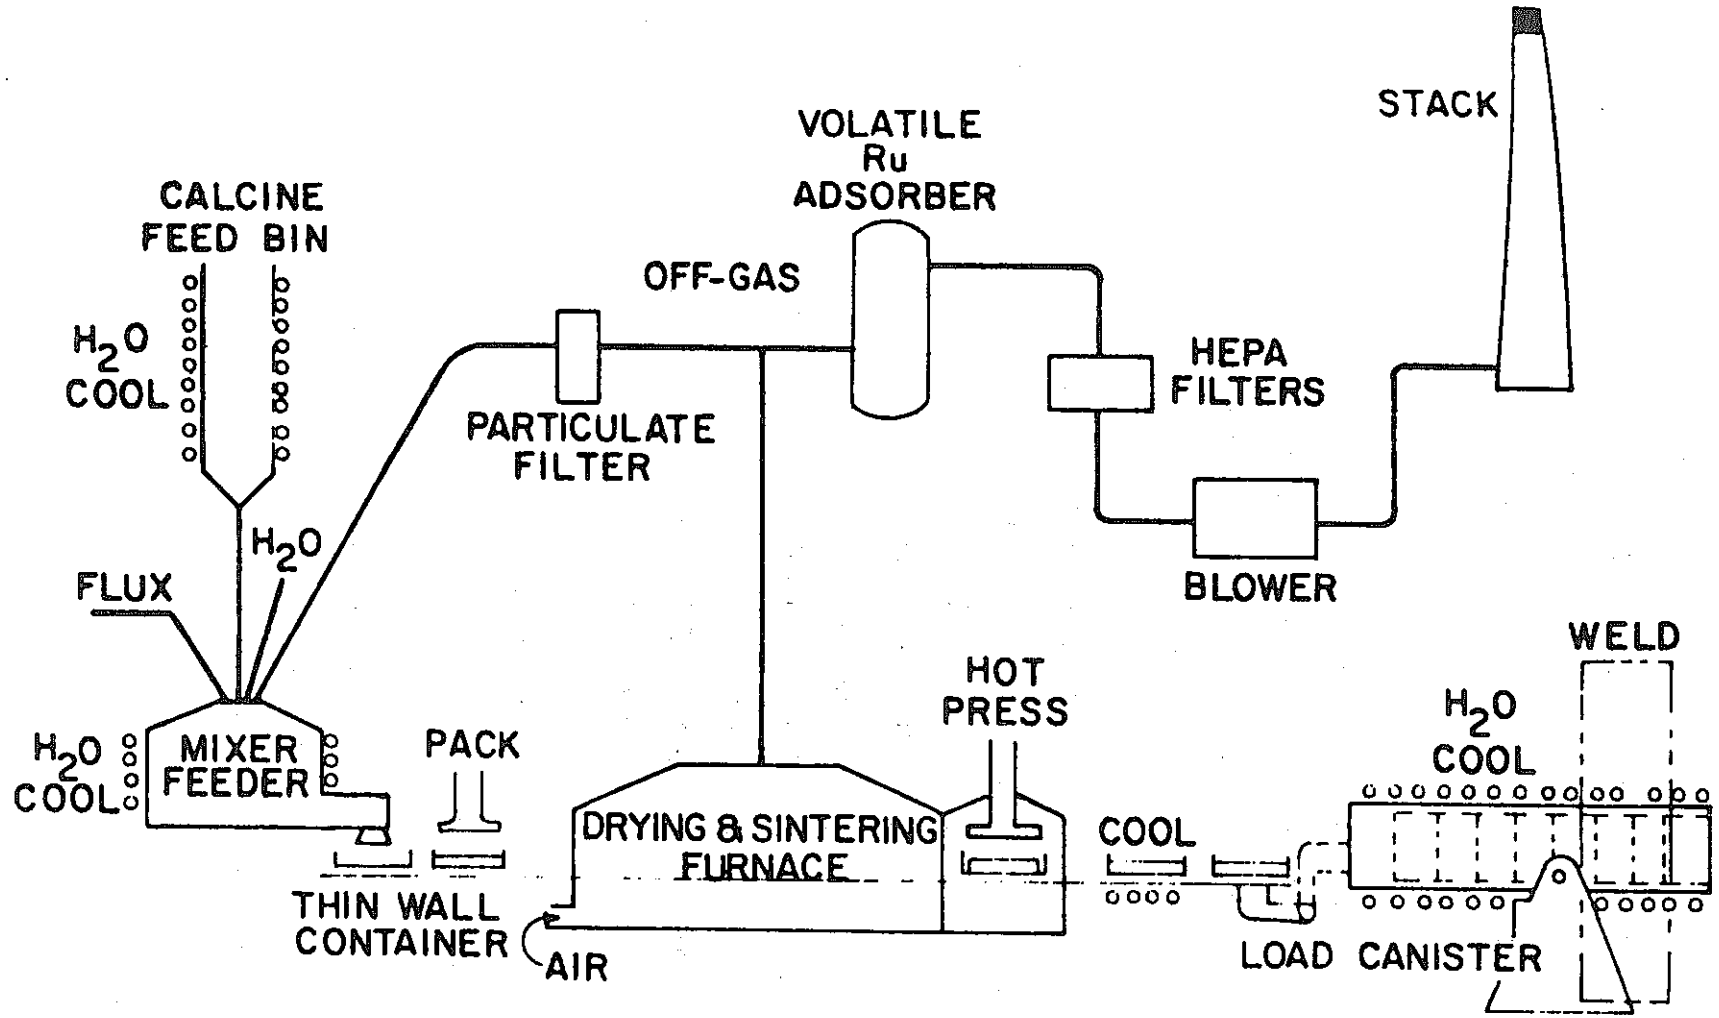 STACK
VOLATILE
Ru
ADSORBER
CALCINE
FEED BIN
OFF-GAS
H2O
COOL
HEPA
FILTERS
PARTICULATE
FILTER
H2O
FLUX
BLOWER
WELD
HOT
PRESS
H2O
COOL
H2O
COOL
MIXER
FEEDER
PACK
DRYING & SINTERING
FURNACE
COOL
THIN WALL
CONTAINER
AIR
LOAD CANISTER